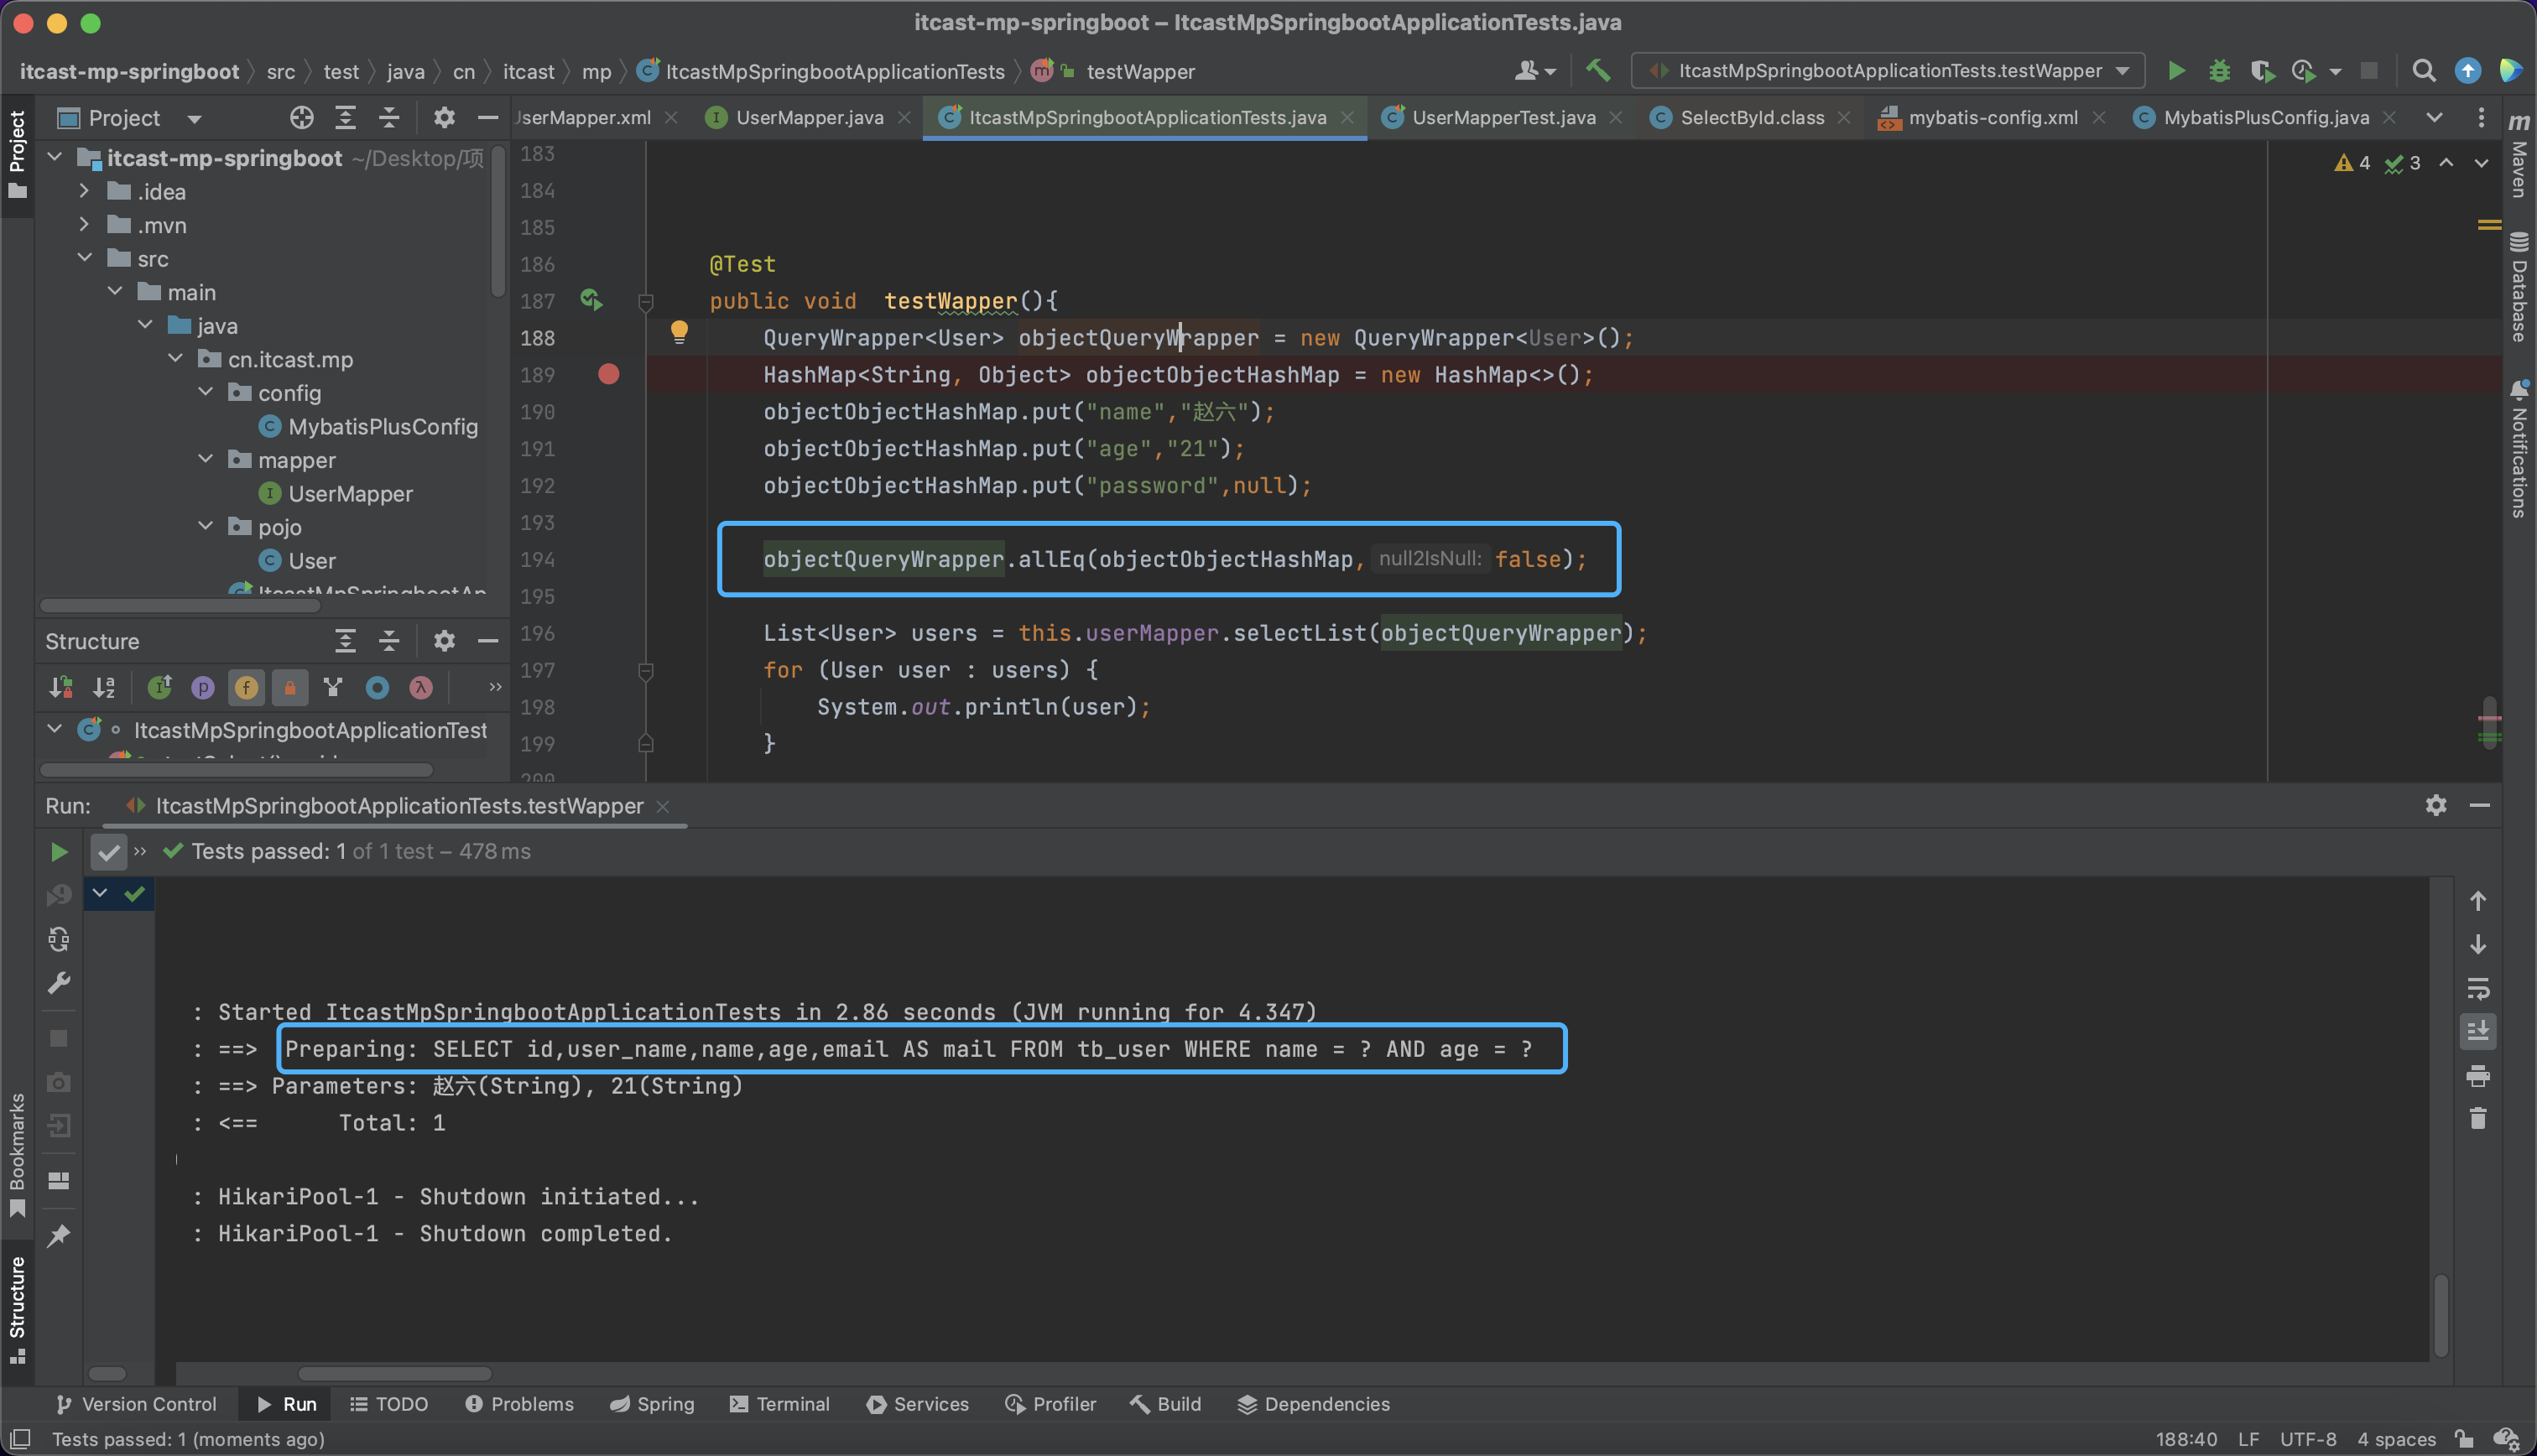 itcast-mp-springboot – ItcastMpSpringbootApplicationTests.java
itcast-mp-springboot src test java cn itcast mp ItcastMpSpringbootApplicationTests testWapper
ItcastMpSpringbootApplicationTests.testWapper
Project
UserMapper.xml UserMapper.java ItcastMpSpringbootApplicationTests.java UserMapperTest.java SelectById.class mybatis-config.xml MybatisPlusConfig.java
itcast-mp-springboot ~/Desktop/项
.idea
.mvn
src
main
java
cn.itcast.mp
config
MybatisPlusConfig
mapper
UserMapper
pojo
User
ItcastMpSpringbootAp
Structure
ItcastMpSpringbootApplicationTest
4 3
183
184
185
186 @Test
187 public void testWapper(){
188 QueryWrapper<User> objectQueryWrapper = new QueryWrapper<User>();
189 HashMap<String, Object> objectObjectHashMap = new HashMap<>();
190 objectObjectHashMap.put("name","赵六");
191 objectObjectHashMap.put("age","21");
192 objectObjectHashMap.put("password",null);
193
194 objectQueryWrapper.allEq(objectObjectHashMap, null2IsNull: false);
195
196 List<User> users = this.userMapper.selectList(objectQueryWrapper);
197 for (User user : users) {
198 System.out.println(user);
199 }
200
Project
Bookmarks
Structure
Maven
Database
Notifications
Run: ItcastMpSpringbootApplicationTests.testWapper
Tests passed: 1 of 1 test – 478 ms
: Started ItcastMpSpringbootApplicationTests in 2.86 seconds (JVM running for 4.347)
: ==> Preparing: SELECT id,user_name,name,age,email AS mail FROM tb_user WHERE name = ? AND age = ?
: ==> Parameters: 赵六(String), 21(String)
: <== Total: 1
: HikariPool-1 - Shutdown initiated...
: HikariPool-1 - Shutdown completed.
Version Control Run TODO Problems Spring Terminal Services Profiler Build Dependencies
Tests passed: 1 (moments ago)
188:40 LF UTF-8 4 spaces